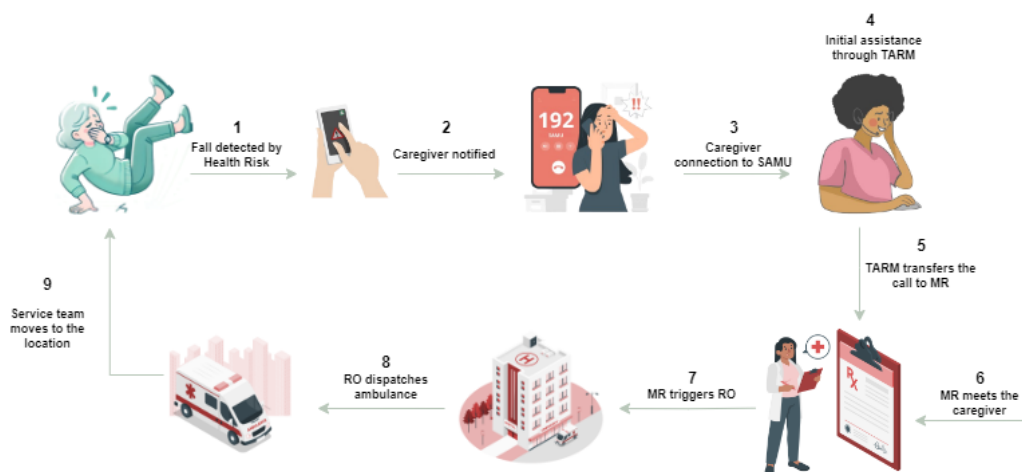 1
Fall detected by
Health Risk
2
Caregiver notified
192
SAMU
!!
3
Caregiver
connection to SAMU
4
Initial assistance
through TARM
5
TARM transfers the
call to MR
6
MR meets the
caregiver
RX
7
MR triggers RO
H
8
RO dispatches
ambulance
9
Service team
moves to the
location